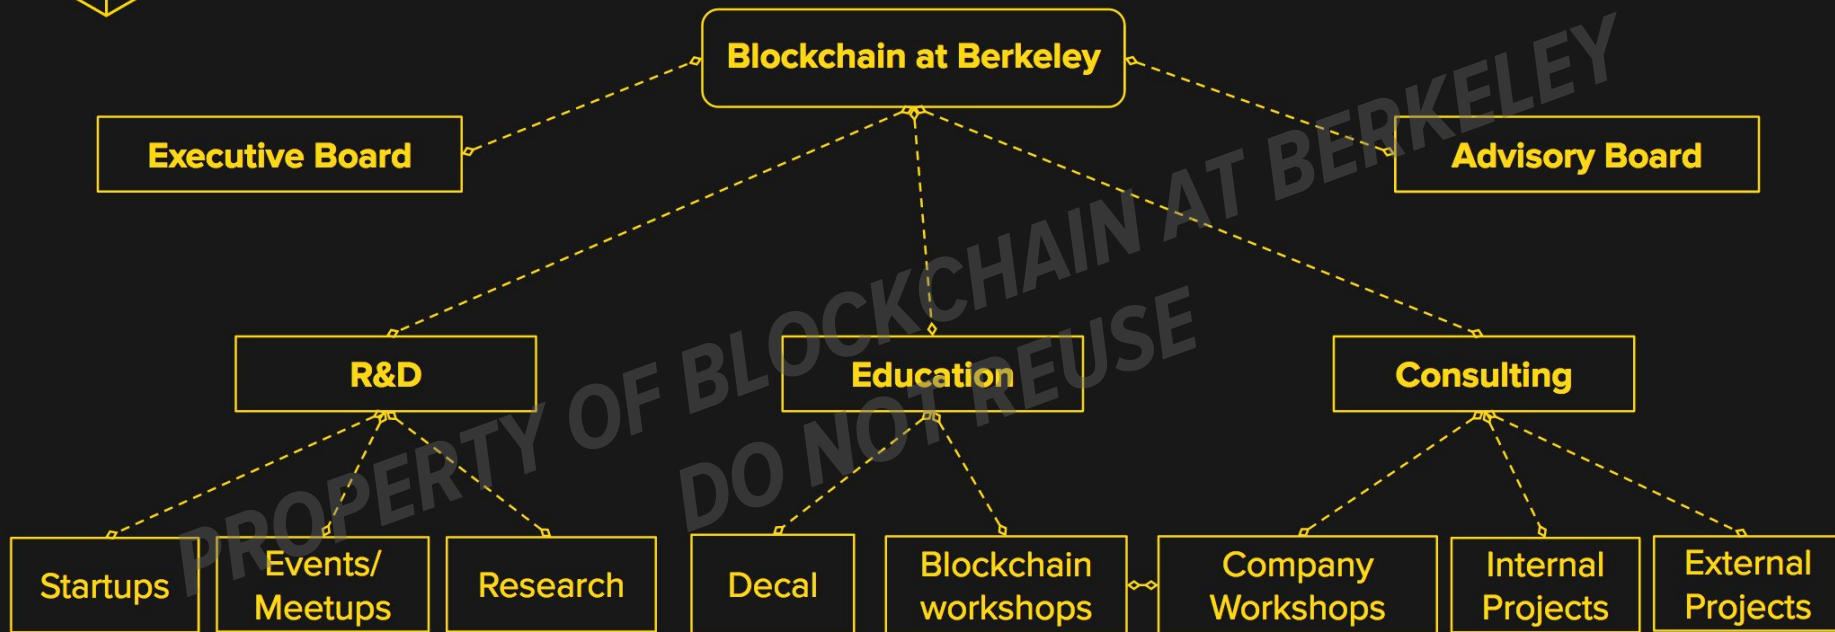 Blockchain at Berkeley
Executive Board
Advisory Board
R&D
Education
Consulting
Startups
Events/
Meetups
Research
Decal
Blockchain
workshops
Company
Workshops
Internal
Projects
External
Projects
PROPERTY OF BLOCKCHAIN AT BERKELEY
DO NOT REUSE